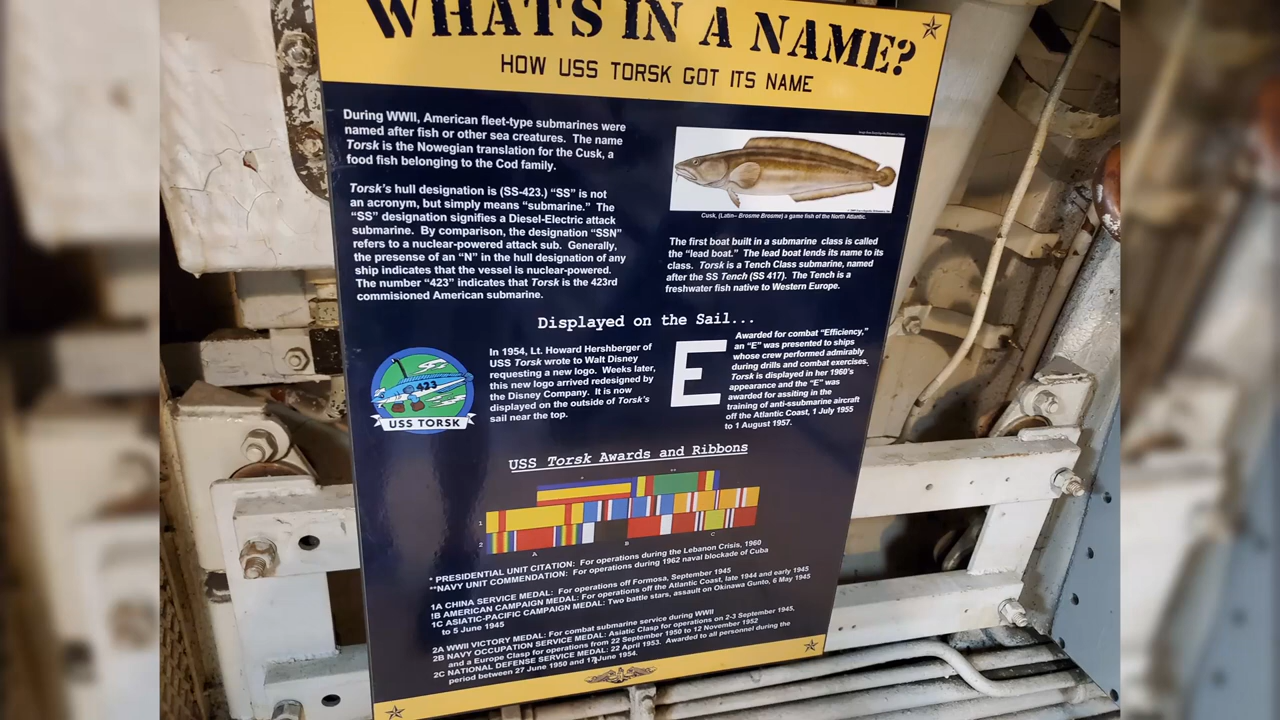 WHAT'S IN A NAME?
HOW USS TORSK GOT ITS NAME
During WWII, American fleet-type submarines were
named after fish or other sea creatures. The name
Torsk is the Nowegian translation for the Cusk, a
food fish belonging to the Cod family.
Torsk's hull designation is (SS-423.) “SS” is not
an acronym, but simply means “submarine.” The
“SS” designation signifies a Diesel-Electric attack
submarine. By comparison, the designation “SSN”
refers to a nuclear-powered attack sub. Generally,
the presense of an “N” in the hull designation of any
ship indicates that the vessel is nuclear-powered.
The number “423” indicates that Torsk is the 423rd
commisioned American submarine.
Cusk, (Latin– Brosme Brosme) a game fish of the North Atlantic.
The first boat built in a submarine class is called
the “lead boat.” The lead boat lends its name to its
class. Torsk is a Tench Class submarine, named
after the SS Tench (SS 417). The Tench is a
freshwater fish native to Western Europe.
Displayed on the Sail...
423
USS TORSK
In 1954, Lt. Howard Hershberger of
USS Torsk wrote to Walt Disney
requesting a new logo. Weeks later,
this new logo arrived redesigned by
the Disney Company. It is now
displayed on the outside of Torsk's
sail near the top.
E
Awarded for combat “Efficiency,”
an “E” was presented to ships
whose crew performed admirably
during drills and combat exercises.
Torsk is displayed in her 1960's
appearance and the “E” was
awarded for assiting in the
training of anti-ssubmarine aircraft
off the Atlantic Coast, 1 July 1955
to 1 August 1957.
USS Torsk Awards and Ribbons
*
**
1
2
A
B
C
* PRESIDENTIAL UNIT CITATION: For operations during the Lebanon Crisis, 1960
**NAVY UNIT COMMENDATION: For operations during 1962 naval blockade of Cuba
1A CHINA SERVICE MEDAL: For operations off Formosa, September 1945
!B AMERICAN CAMPAIGN MEDAL: For operations off the Atlantic Coast, late 1944 and early 1945
1C ASIATIC-PACIFIC CAMPAIGN MEDAL: Two battle stars, assault on Okinawa Gunto, 6 May 1945
to 5 June 1945
2A WWII VICTORY MEDAL: For combat submarine service during WWII
2B NAVY OCCUPATION SERVICE MEDAL: Asiatic Clasp for operations on 2-3 September 1945,
and a Europe Clasp for operations from 22 September 1950 to 12 November 1952
2C NATIONAL DEFENSE SERVICE MEDAL: 22 April 1953. Awarded to all personnel during the
period between 27 June 1950 and 17 June 1954.